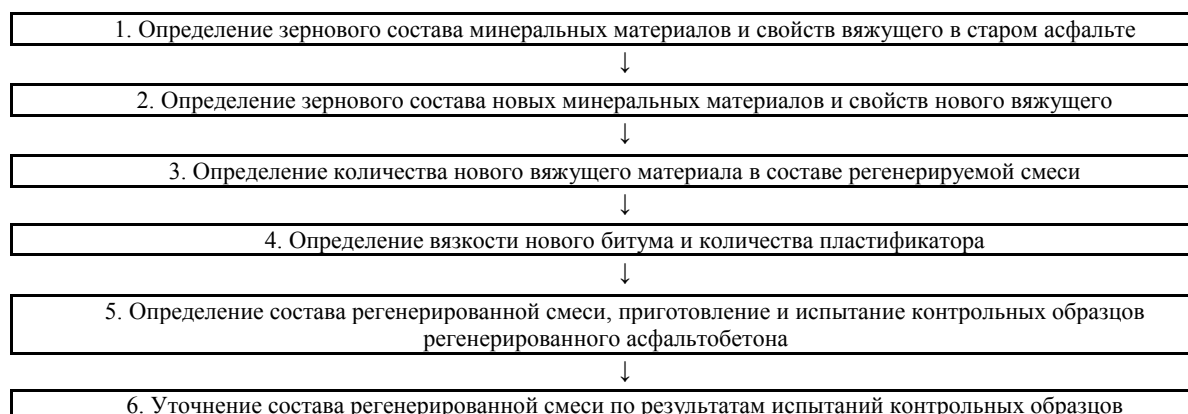 1. Определение зернового состава минеральных материалов и свойств вяжущего в старом асфальте
↓
2. Определение зернового состава новых минеральных материалов и свойств нового вяжущего
↓
3. Определение количества нового вяжущего материала в составе регенерируемой смеси
↓
4. Определение вязкости нового битума и количества пластификатора
↓
5. Определение состава регенерированной смеси, приготовление и испытание контрольных образцов
регенерированного асфальтобетона
↓
6. Уточнение состава регенерированной смеси по результатам испытаний контрольных образцов